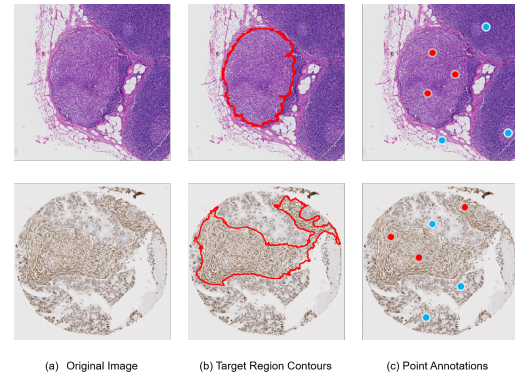 (a) Original Image
(b) Target Region Contours
(c) Point Annotations